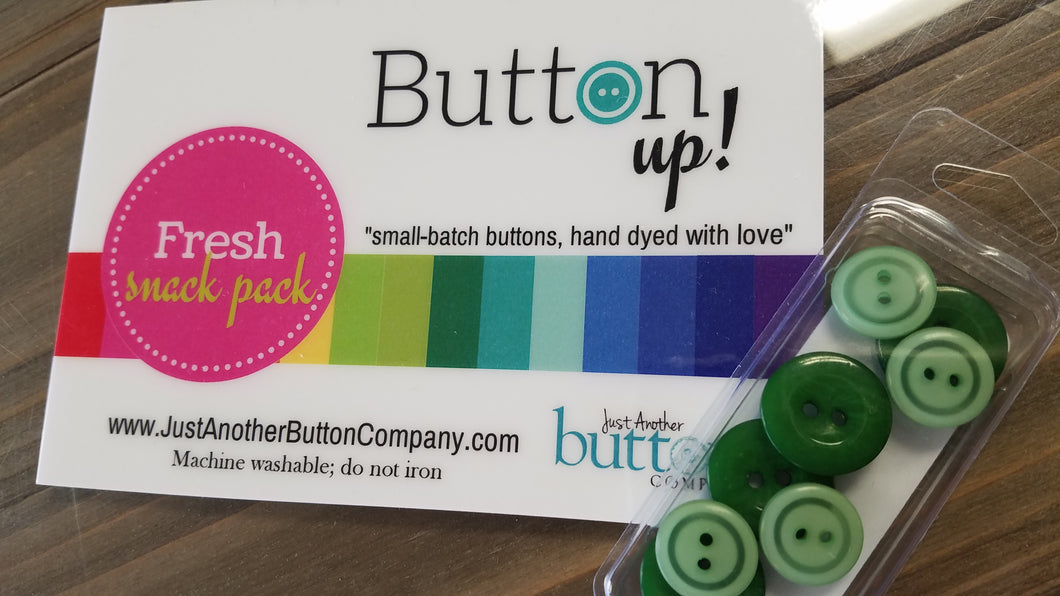 Button
up!
"small-batch buttons, hand dyed with love"
Fresh
snack pack
www.JustAnotherButtonCompany.com
Machine washable; do not iron
Just Another